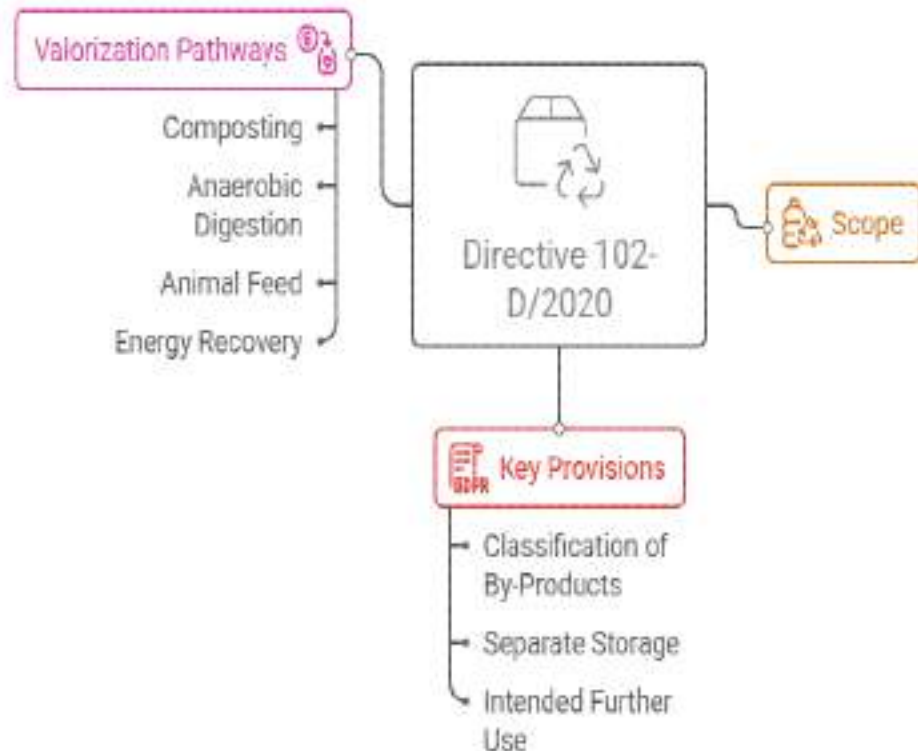 Valorization Pathways
Composting
Anaerobic
Digestion
Animal Feed
Energy Recovery
Directive 102-
D/2020
Scope
GDPR
Key Provisions
Classification of
By-Products
Separate Storage
Intended Further
Use